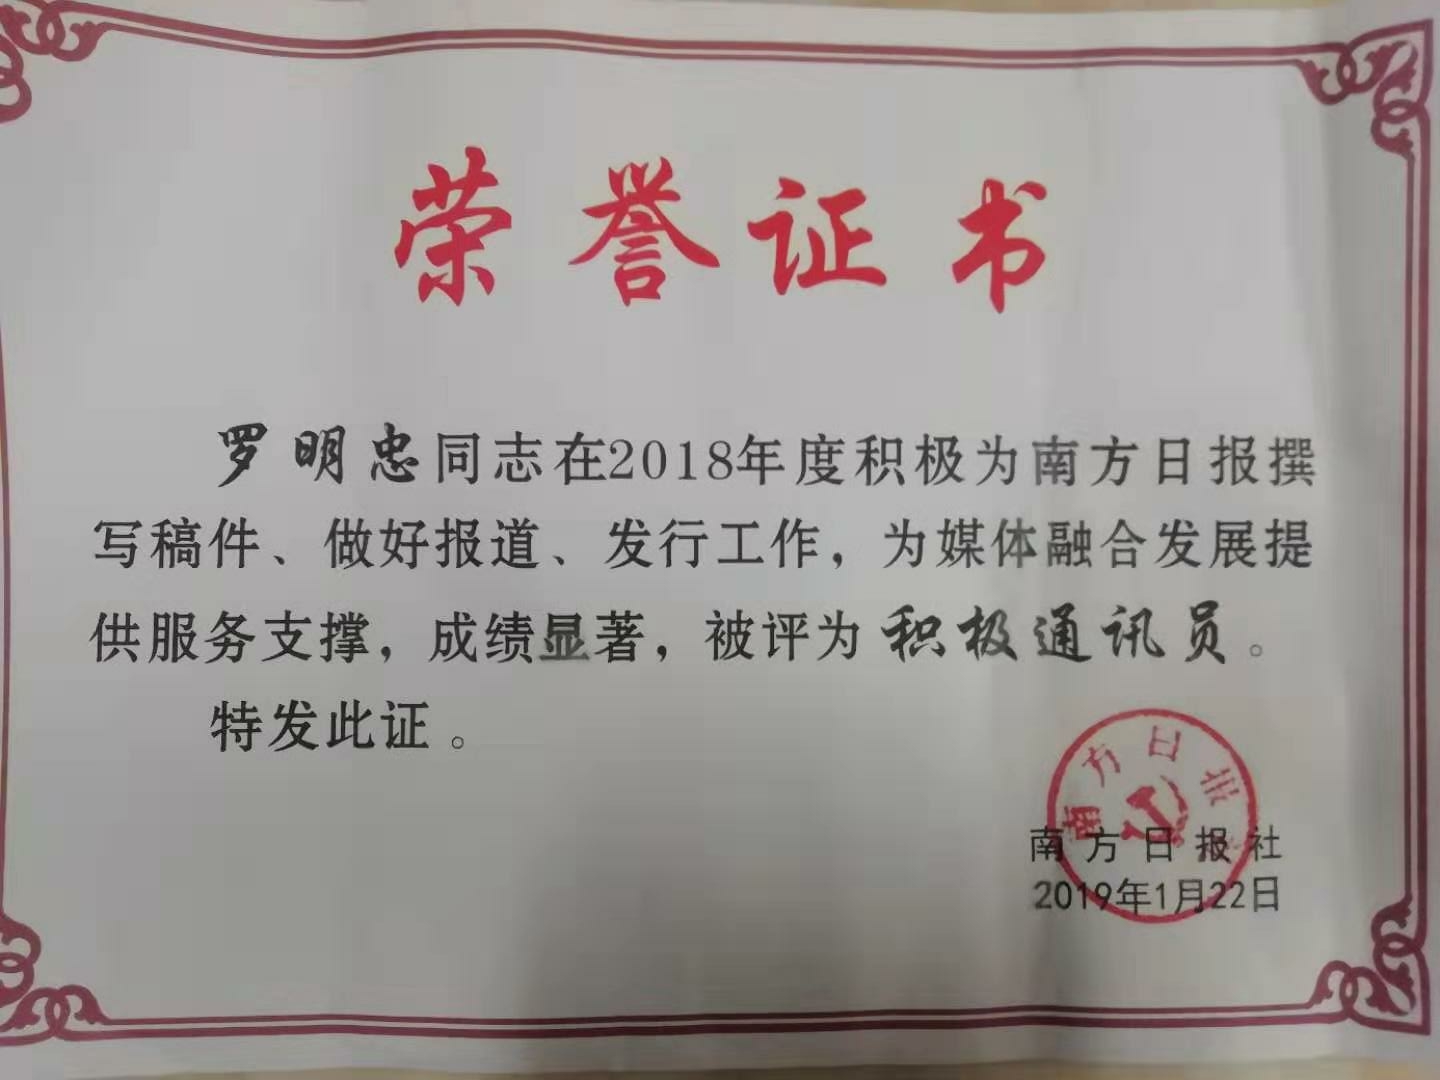 荣誉证书
罗明忠同志在2018年度积极为南方日报撰
写稿件、做好报道、发行工作，为媒体融合发展提
供服务支撑，成绩显著，被评为积极通讯员。
特发此证。
南方日报
南方日报社
2019年1月22日